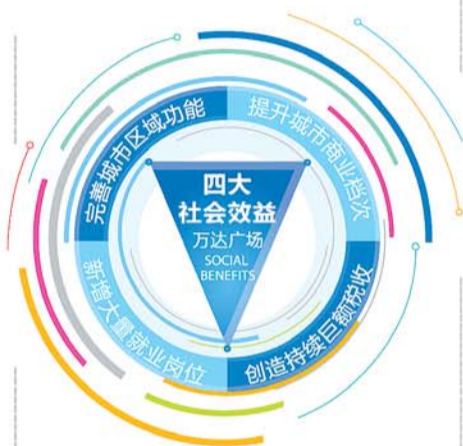 完善城市区域功能
提升城市商业档次
四大
社会效益
万达广场
SOCIAL
BENEFITS
新增大量就业岗位
创造持续巨额税收